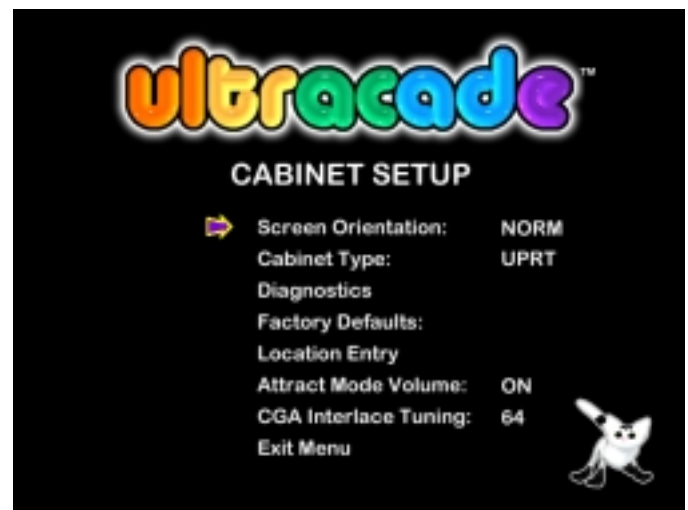 ultracade™
CABINET SETUP
Screen Orientation: NORM
Cabinet Type: UPRT
Diagnostics
Factory Defaults:
Location Entry
Attract Mode Volume: ON
CGA Interlace Tuning: 64
Exit Menu